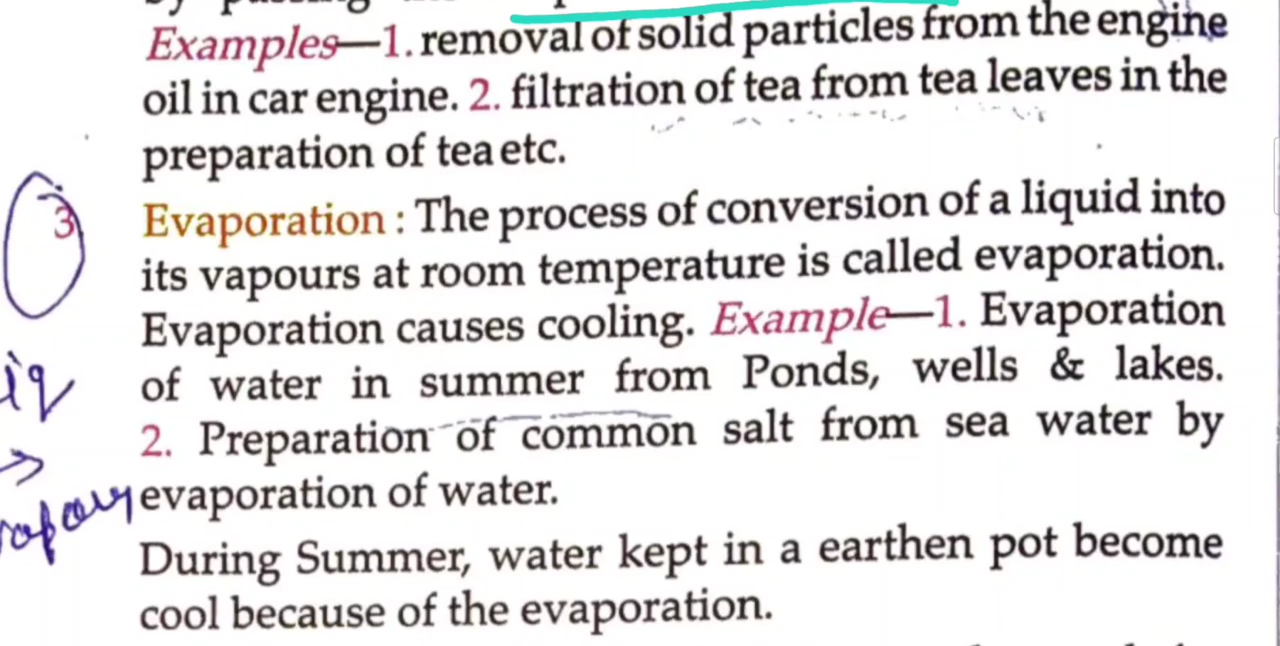 Examples—1. removal of solid particles from the engine
oil in car engine. 2. filtration of tea from tea leaves in the
preparation of tea etc.
3
Evaporation : The process of conversion of a liquid into
its vapours at room temperature is called evaporation.
Evaporation causes cooling. Example—1. Evaporation
of water in summer from Ponds, wells & lakes.
liq
2. Preparation of common salt from sea water by
→
evaporation of water.
During Summer, water kept in a earthen pot become
cool because of the evaporation.